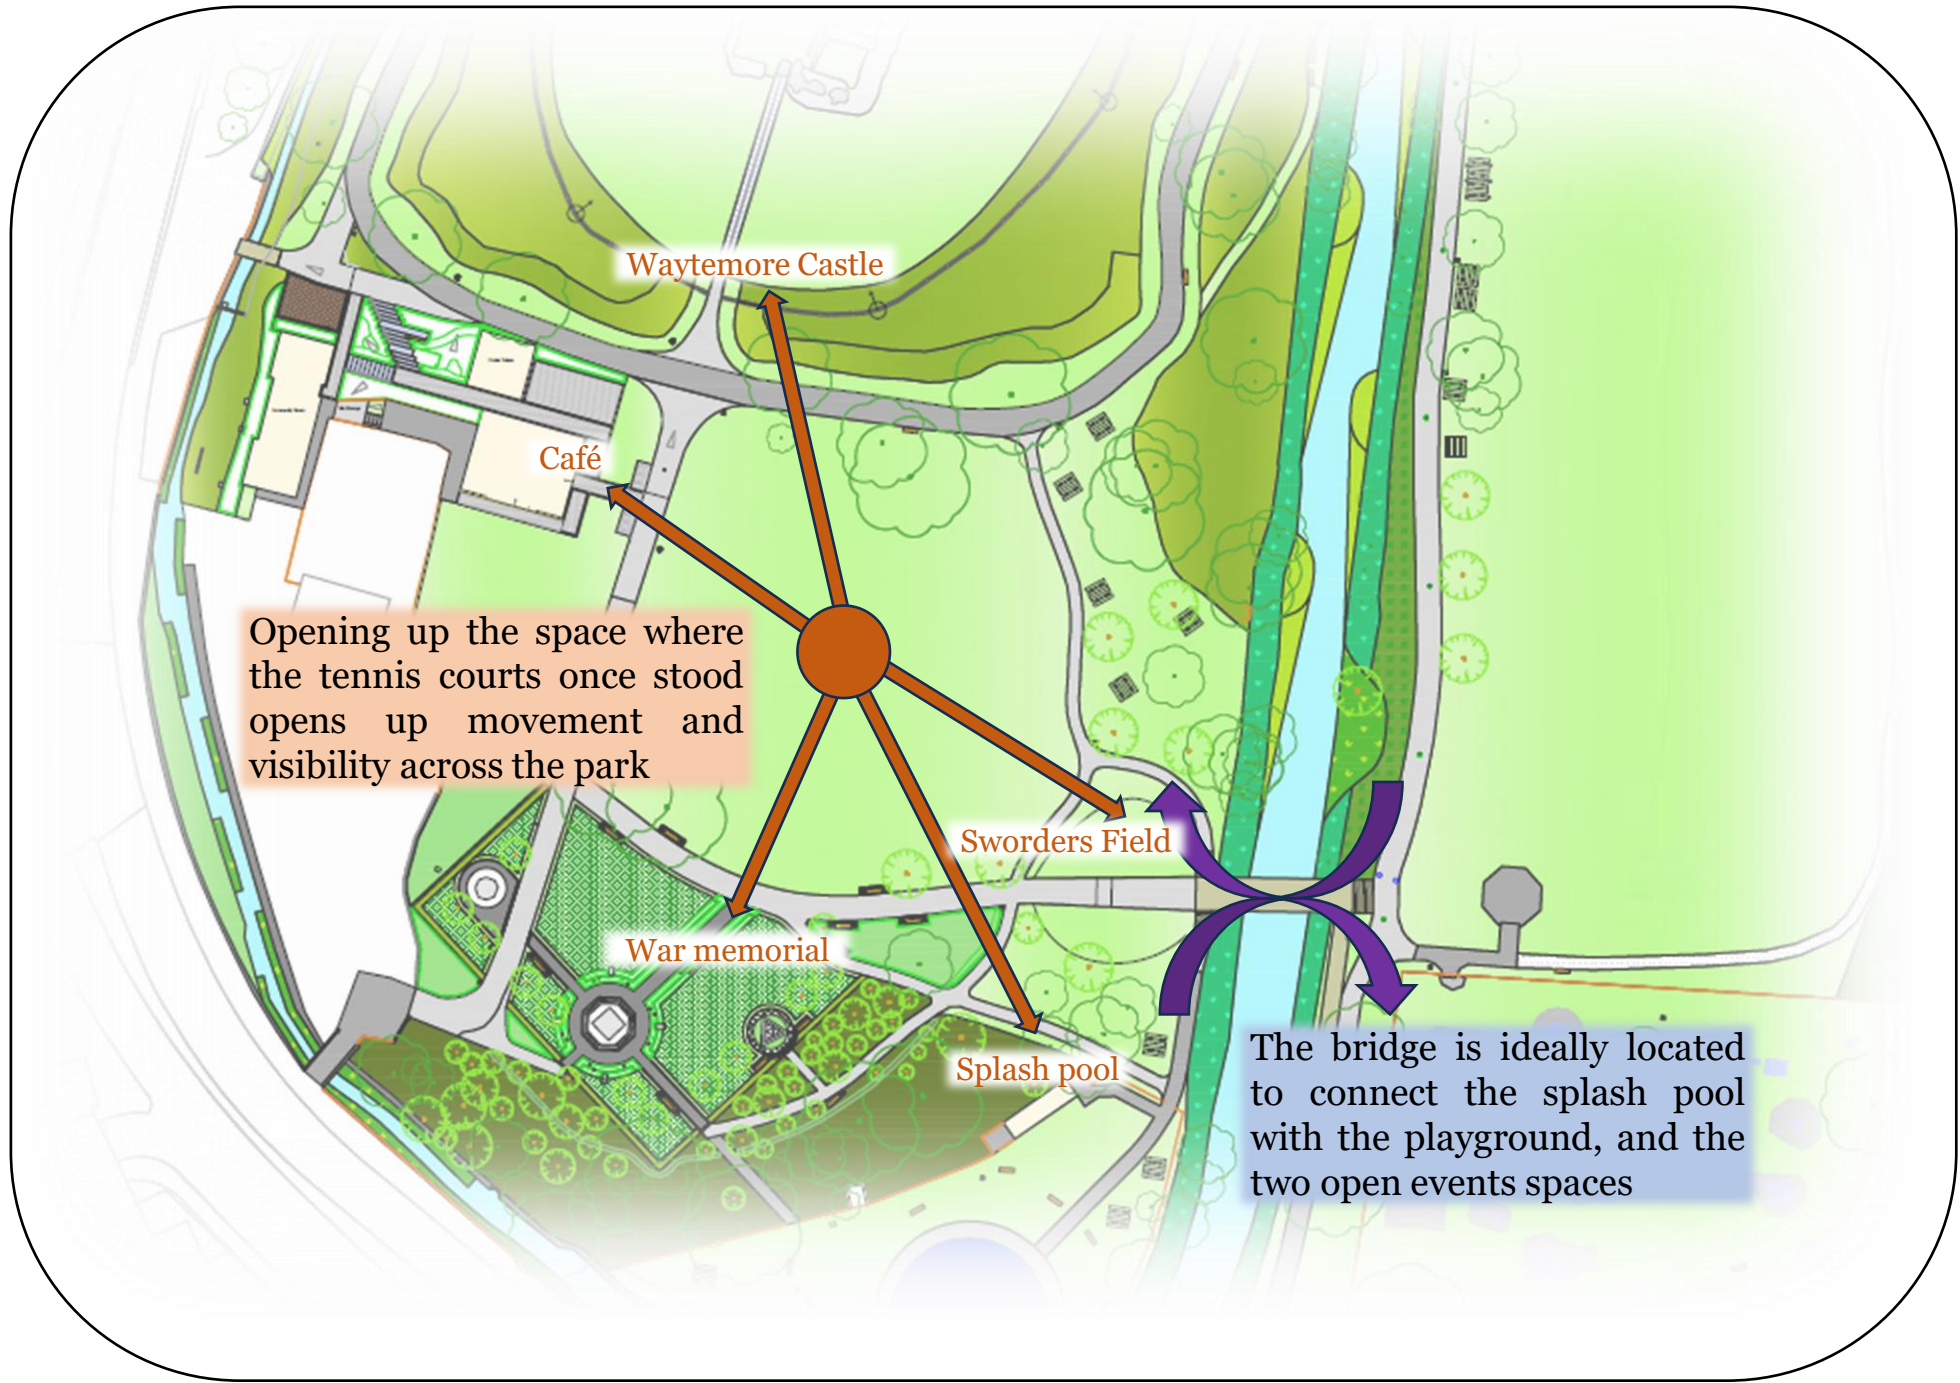 Waytemore Castle
Café
Opening up the space where
the tennis courts once stood
opens up movement and
visibility across the park
Sworders Field
War memorial
Splash pool
The bridge is ideally located
to connect the splash pool
with the playground, and the
two open events spaces